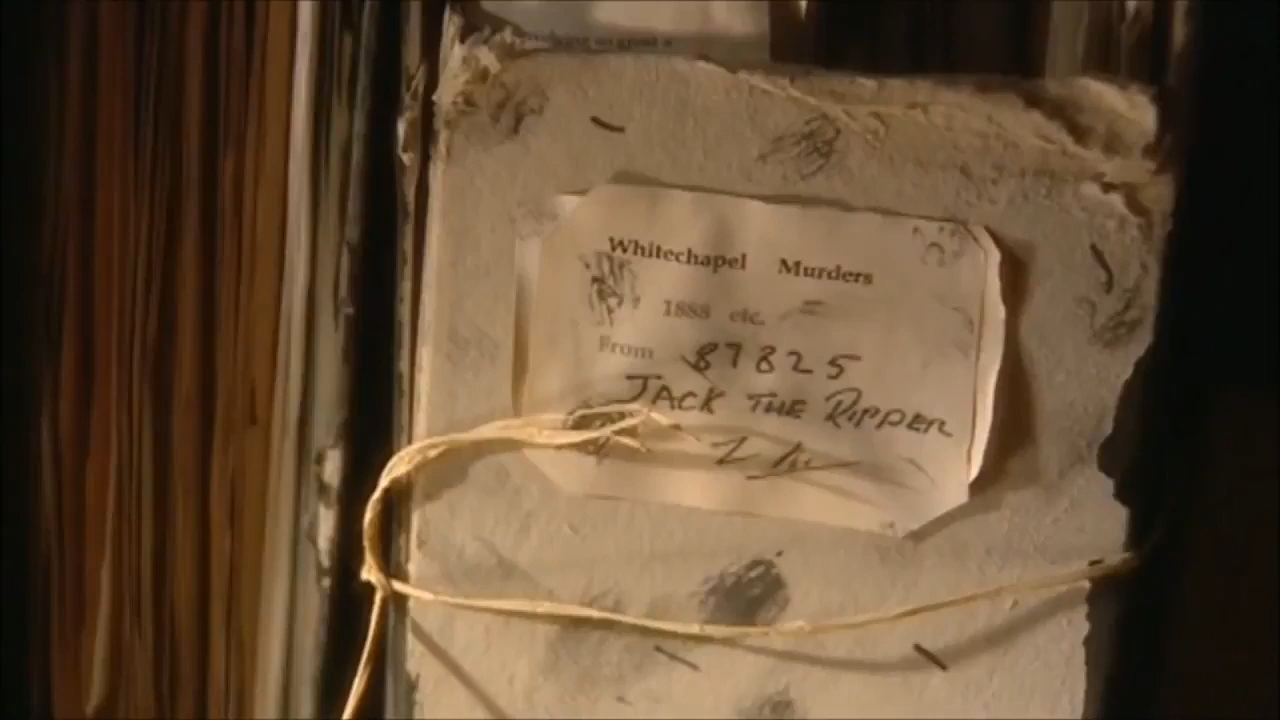 Whitechapel Murders
1888 etc.
From 87825
JACK THE RIPPER